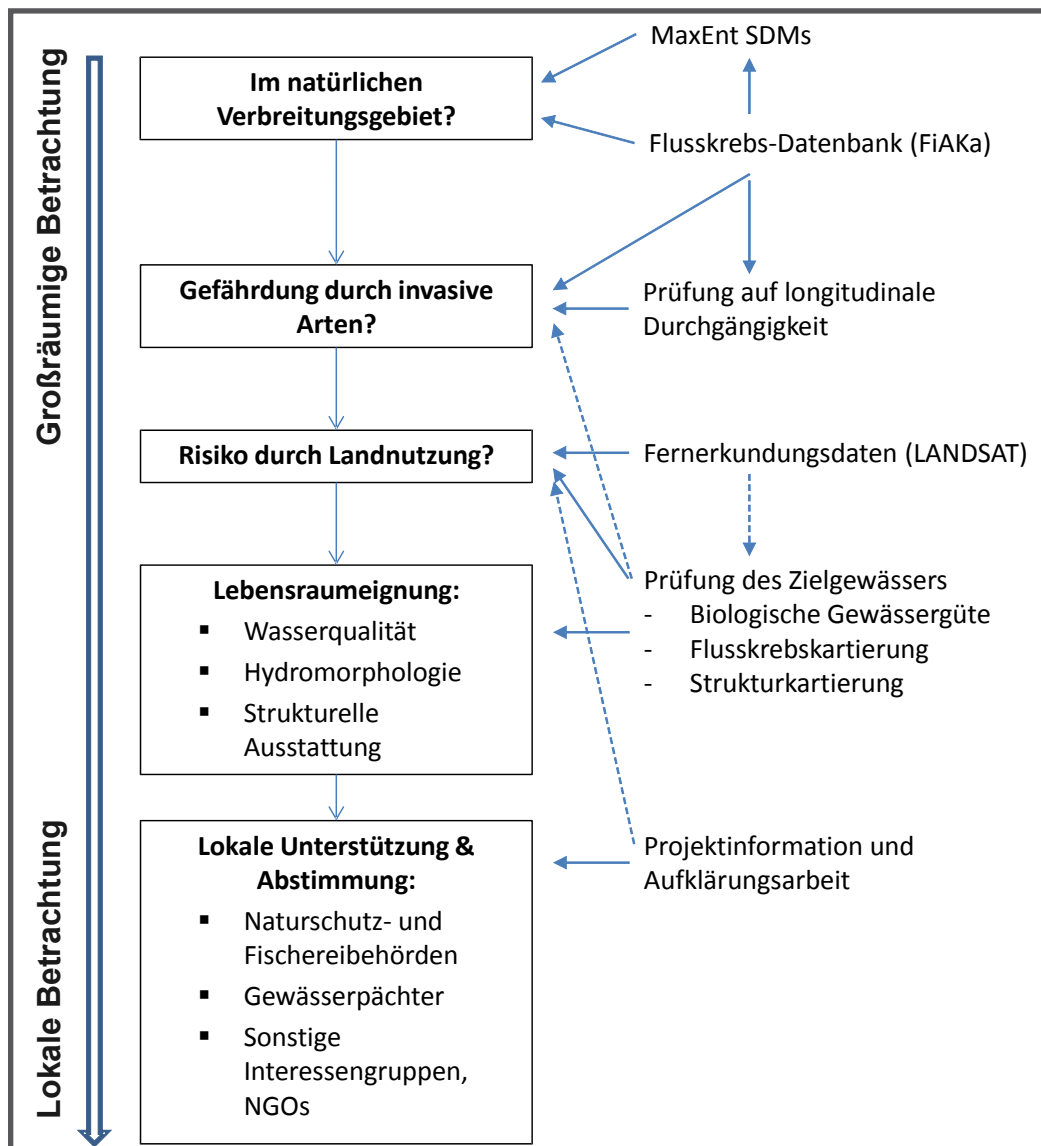 Großräumige Betrachtung
Lokale Betrachtung
Im natürlichen
Verbreitungsgebiet?
Gefährdung durch invasive
Arten?
Risiko durch Landnutzung?
Lebensraumeignung:
▪ Wasserqualität
▪ Hydromorphologie
▪ Strukturelle
Ausstattung
Lokale Unterstützung &
Abstimmung:
▪ Naturschutz- und
Fischereibehörden
▪ Gewässerpächter
▪ Sonstige
Interessengruppen,
NGOs
MaxEnt SDMs
Flusskrebs-Datenbank (FiAKa)
Prüfung auf longitudinale
Durchgängigkeit
Fernerkundungsdaten (LANDSAT)
Prüfung des Zielgewässers
- Biologische Gewässergüte
- Flusskrebskartierung
- Strukturkartierung
Projektinformation und
Aufklärungsarbeit